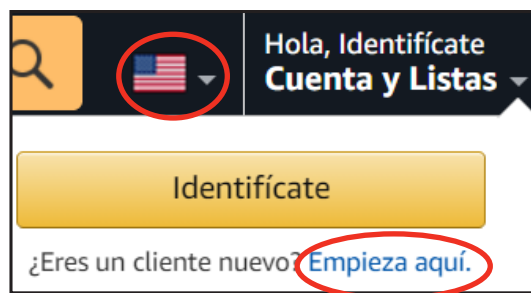 Hola, Identifícate
Cuenta y Listas
Identifícate
¿Eres un cliente nuevo? Empieza aquí.